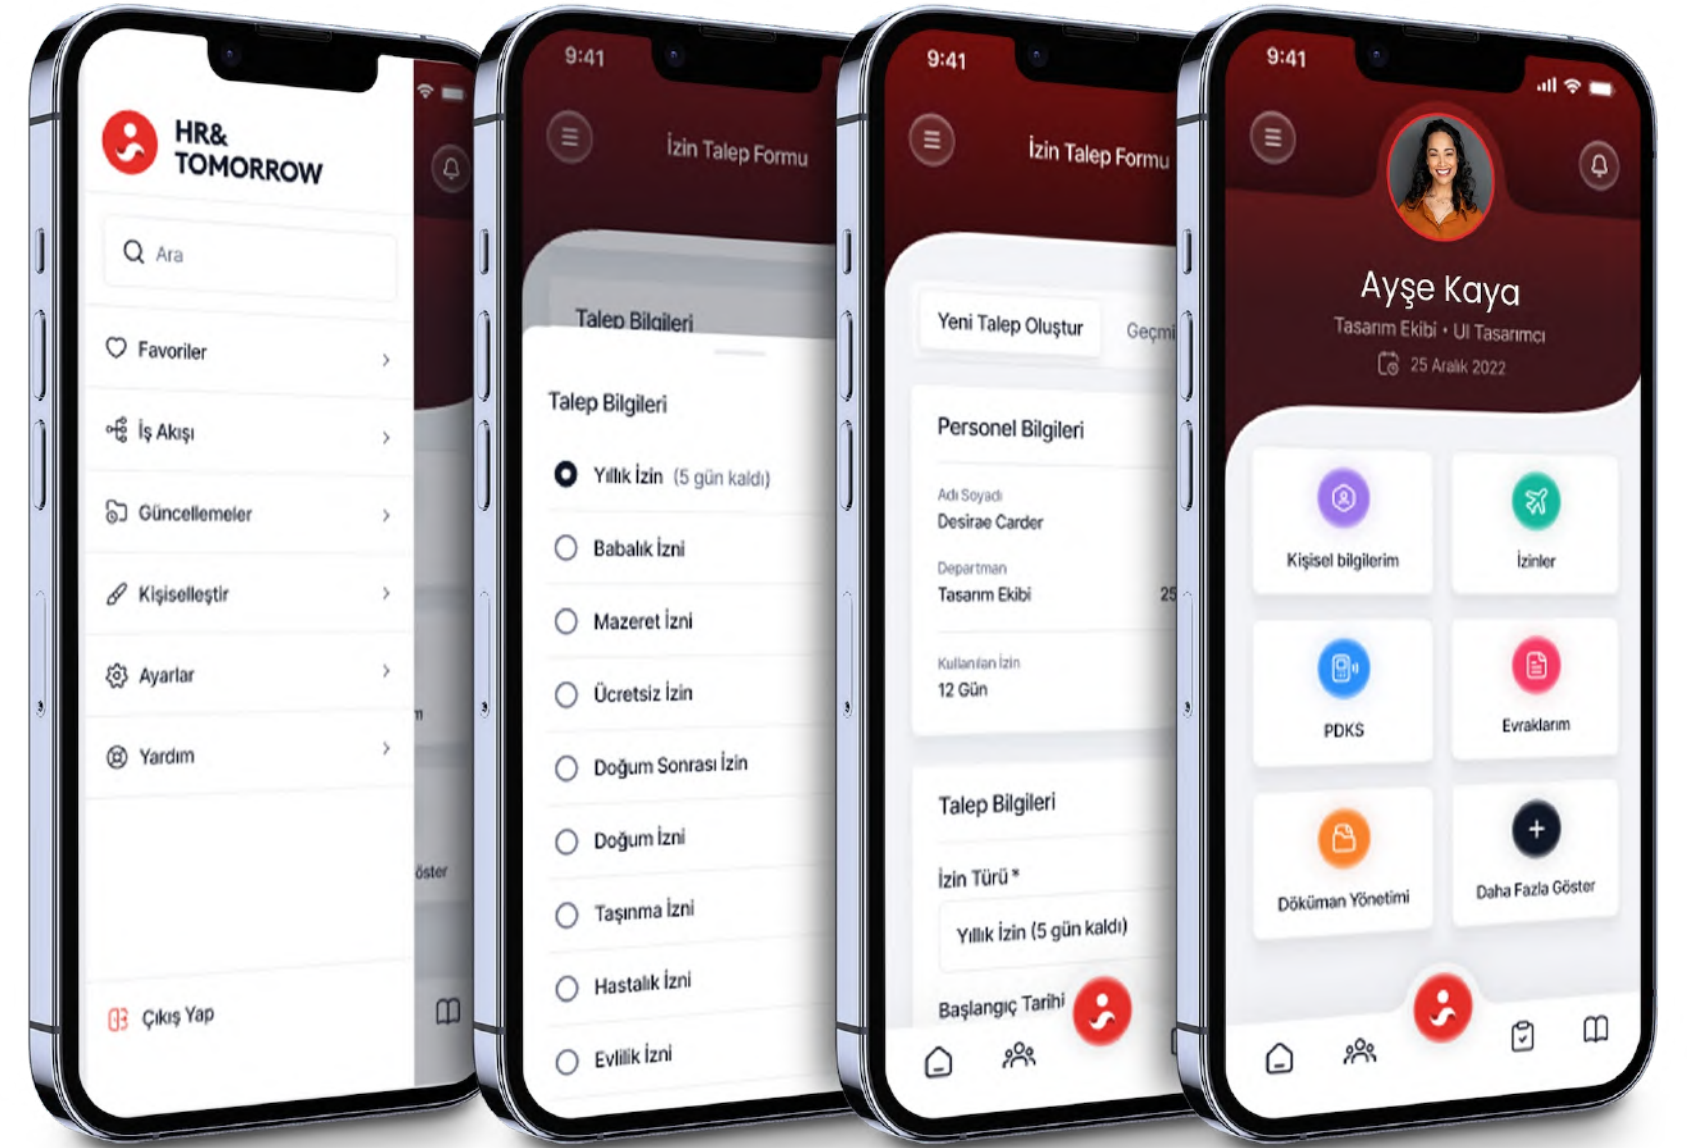 HR&
TOMORROW
Ara
Favoriler
İş Akışı
Güncellemeler
Kişiselleştir
Ayarlar
Yardım
Çıkış Yap
öster
9:41
İzin Talep Formu
Talep Bilgileri
Talep Bilgileri
Yıllık İzin (5 gün kaldı)
Babalık İzni
Mazeret İzni
Ücretsiz İzin
Doğum Sonrası İzin
Doğum İzni
Taşınma İzni
Hastalık İzni
Evlilik İzni
9:41
İzin Talep Formu
Yeni Talep Oluştur
Geçmi
Personel Bilgileri
Adı Soyadı
Desirae Carder
Departman
Tasarım Ekibi
25
Kullanılan İzin
12 Gün
Talep Bilgileri
İzin Türü *
Yıllık İzin (5 gün kaldı)
Başlangıç Tarihi
9:41
Ayşe Kaya
Tasarım Ekibi • UI Tasarımcı
25 Aralık 2022
Kişisel bilgilerim
İzinler
PDKS
Evraklarım
Döküman Yönetimi
Daha Fazla Göster